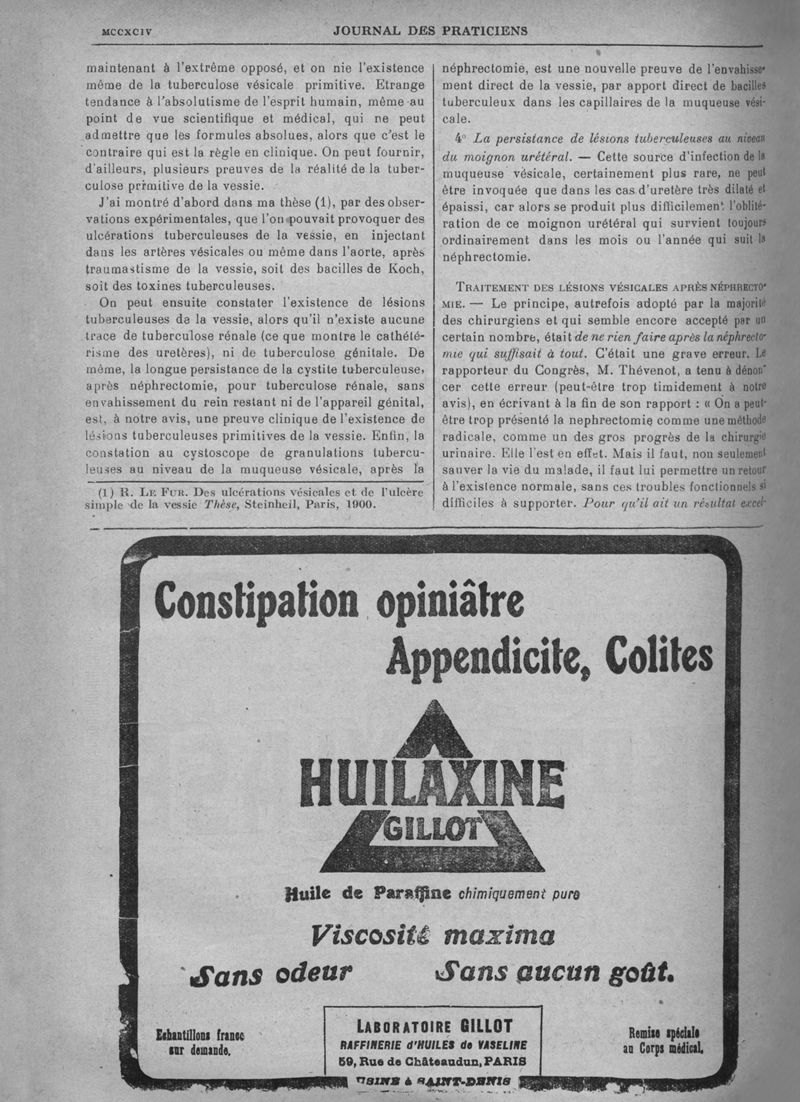 MCCXCIV
JOURNAL DES PRATICIENS
maintenant à l'extrême opposé, et on nie l'existence
même de la tuberculose vésicale primitive. Etrange
tendance à l'absolutisme de l'esprit humain, même au
point de vue scientifique et médical, qui ne peut
admettre que les formules absolues, alors que c'est le
contraire qui est la règle en clinique. On peut fournir,
d'ailleurs, plusieurs preuves de la réalité de la tuber-
culose primitive de la vessie.
J'ai montré d'abord dans ma thèse (1), par des obser-
vations expérimentales, que l'on pouvait provoquer des
ulcérations tuberculeuses de la vessie, en injectant
dans les artères vésicales ou même dans l'aorte, après
traumastisme de la vessie, soit des bacilles de Koch,
soit des toxines tuberculeuses.
On peut ensuite constater l'existence de lésions
tuberculeuses de la vessie, alors qu'il n'existe aucune
trace de tuberculose rénale (ce que montre le cathété-
risme des uretères), ni de tuberculose génitale. De
même, la longue persistance de la cystite tuberculeuse,
après néphrectomie, pour tuberculose rénale, sans
envahissement du rein restant ni de l'appareil génital,
est, à notre avis, une preuve clinique de l'existence de
lésions tuberculeuses primitives de la vessie. Enfin, la
constation au cystoscope de granulations tubercu-
leuses au niveau de la muqueuse vésicale, après la
(1) R. LE FUR. Des ulcérations vésicales et de l'ulcère
simple de la vessie Thèse, Steinheil, Paris, 1900.
néphrectomie, est une nouvelle preuve de l'envahisse-
ment direct de la vessie, par apport direct de bacilles
tuberculeux dans les capillaires de la muqueuse vési-
cale.
4° La persistance de lésions tuberculeuses au niveau
du moignon urétéral. — Cette source d'infection de la
muqueuse vésicale, certainement plus rare, ne peut
être invoquée que dans les cas d'uretère très dilaté et
épaissi, car alors se produit plus difficilement l'oblité-
ration de ce moignon urétéral qui survient toujours
ordinairement dans les mois ou l'année qui suit la
néphrectomie.
TRAITEMENT DES LÉSIONS VÉSICALES APRÈS NÉPHRECTO-
MIE. — Le principe, autrefois adopté par la majorité
des chirurgiens et qui semble encore accepté par un
certain nombre, était de ne rien faire après la néphrecto-
mie qui suffisait à tout. C'était une grave erreur. Le
rapporteur du Congrès, M. Thévenot, a tenu à dénon-
cer cette erreur (peut-être trop timidement à notre
avis), en écrivant à la fin de son rapport : « On a peut-
être trop présenté la nephrectomie comme une méthode
radicale, comme un des gros progrès de la chirurgie
urinaire. Elle l'est en effet. Mais il faut, non seulement
sauver la vie du malade, il faut lui permettre un retour
à l'existence normale, sans ces troubles fonctionnels si
difficiles à supporter. Pour qu'il ait un résultat excel-
Constipation opiniâtre
Appendicite, Colites
HUILAXINE
GILLOT
Huile de Paraffine chimiquement pure
Viscosité maxima
Sans odeur Sans aucun goût.
Echantillons franco
sur demande.
LABORATOIRE GILLOT
RAFFINERIE d'HUILES de VASELINE
59, Rue de Châteaudun, PARIS
USINE à SAINT-DENIS
Remise spéciale
au Corps médical.